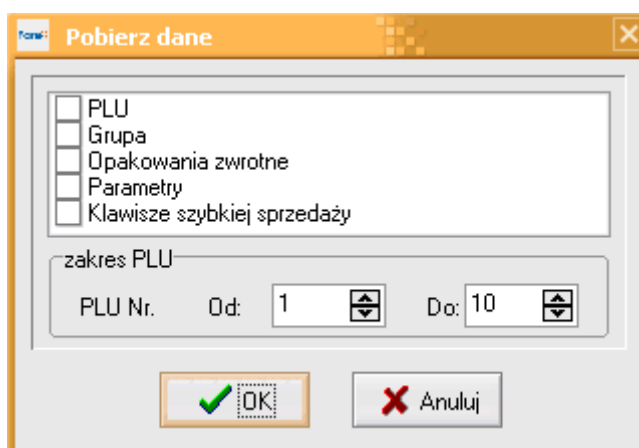 Pobierz dane
PLU
Grupa
Opakowania zwrotne
Parametry
Klawisze szybkiej sprzedaży
zakres PLU
PLU Nr. Od: 1 Do: 10
OK Anuluj